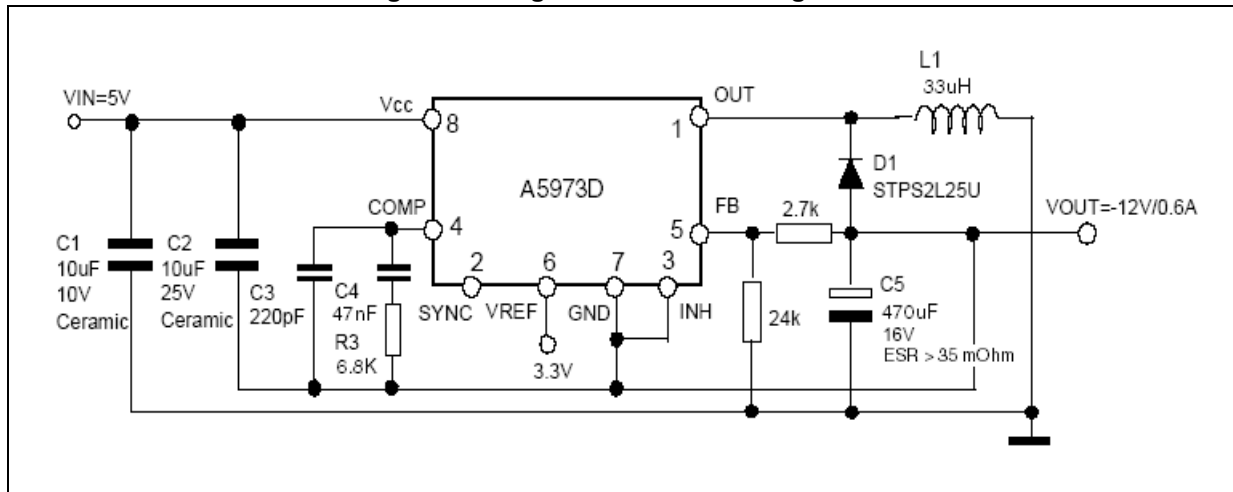 VIN=5V
Vcc
8
OUT
1
L1
33uH
A5973D
D1
STPS2L25U
COMP
4
FB
5
2.7k
VOUT=-12V/0.6A
2
6
7
3
SYNC
VREF
GND
INH
3.3V
C1
10uF
10V
Ceramic
C2
10uF
25V
Ceramic
C3
220pF
C4
47nF
R3
6.8K
24k
C5
470uF
16V
ESR > 35 mOhm